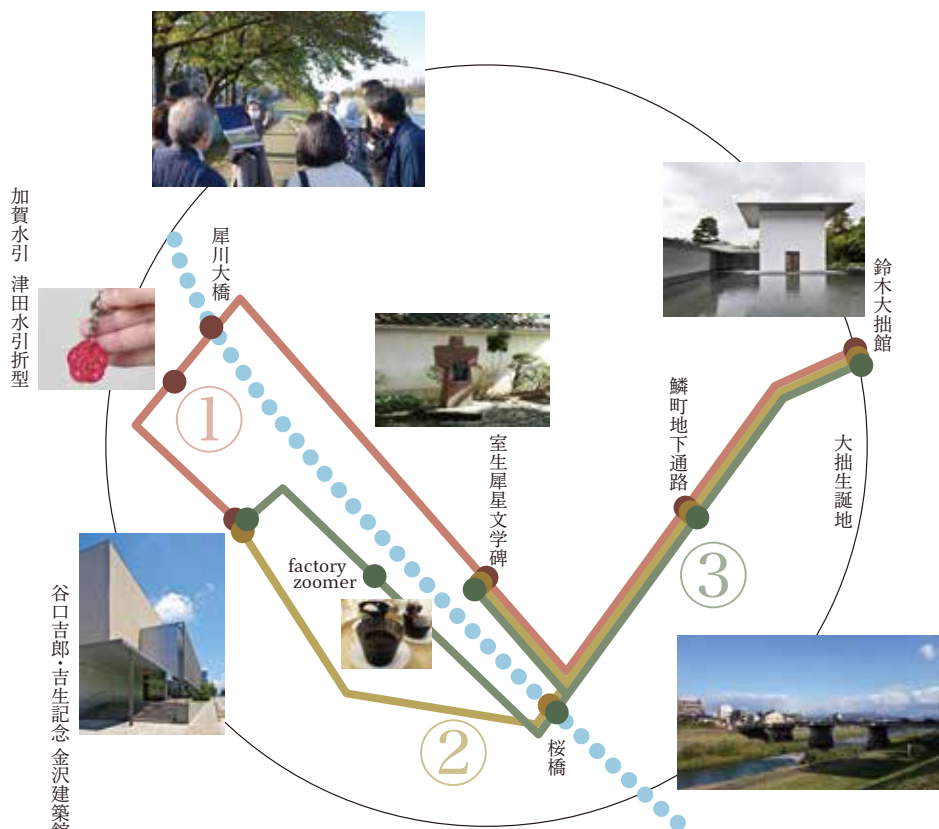 加賀水引 津田水引折型
犀川大橋
①
室生犀星文学碑
factory
zoomer
谷口吉郎・吉生記念 金沢建築館
②
桜橋
鱗町地下通路
③
鈴木大拙館
大拙生誕地